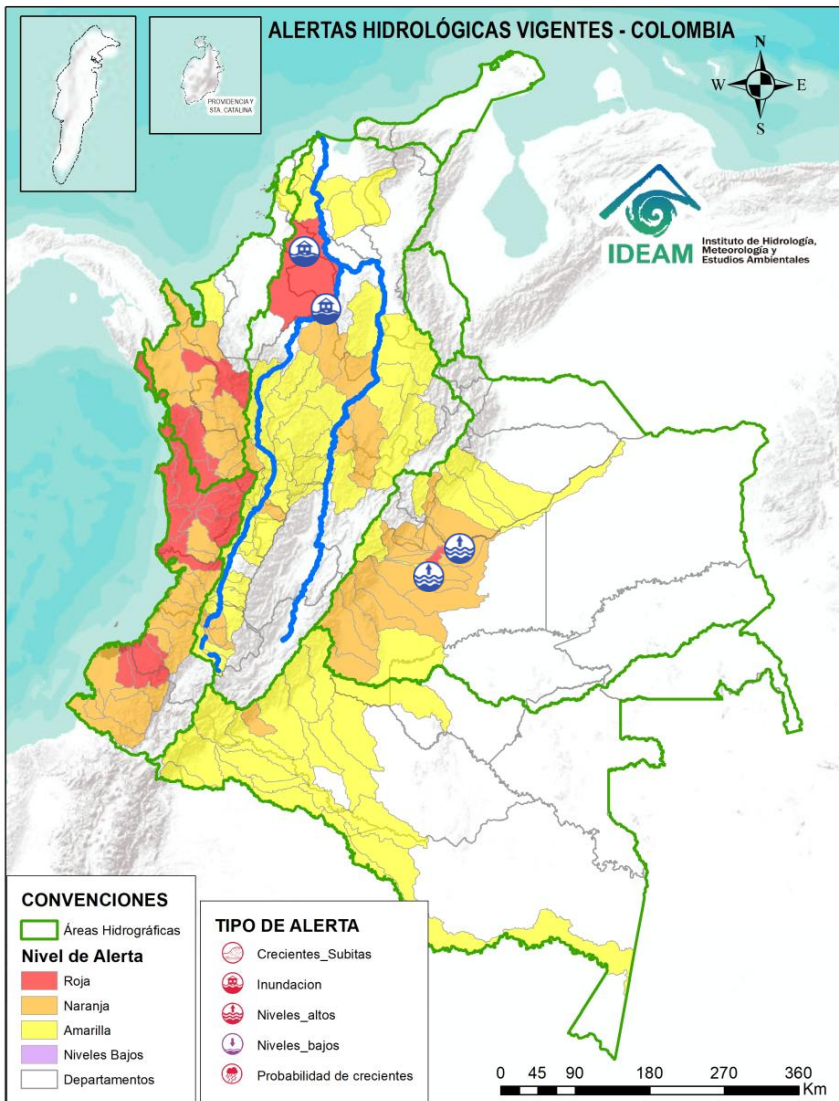 ALERTAS HIDROLÓGICAS VIGENTES - COLOMBIA
PROVIDENCIA Y
STA. CATALINA
N
W
E
S
IDEAM
Instituto de Hidrología,
Meteorología y
Estudios Ambientales
CONVENCIONES
Áreas Hidrográficas
Nivel de Alerta
Roja
Naranja
Amarilla
Niveles Bajos
Departamentos
TIPO DE ALERTA
Crecientes_Subitas
Inundacion
Niveles_altos
Niveles_bajos
Probabilidad de crecientes
0 45 90 180 270 360
Km